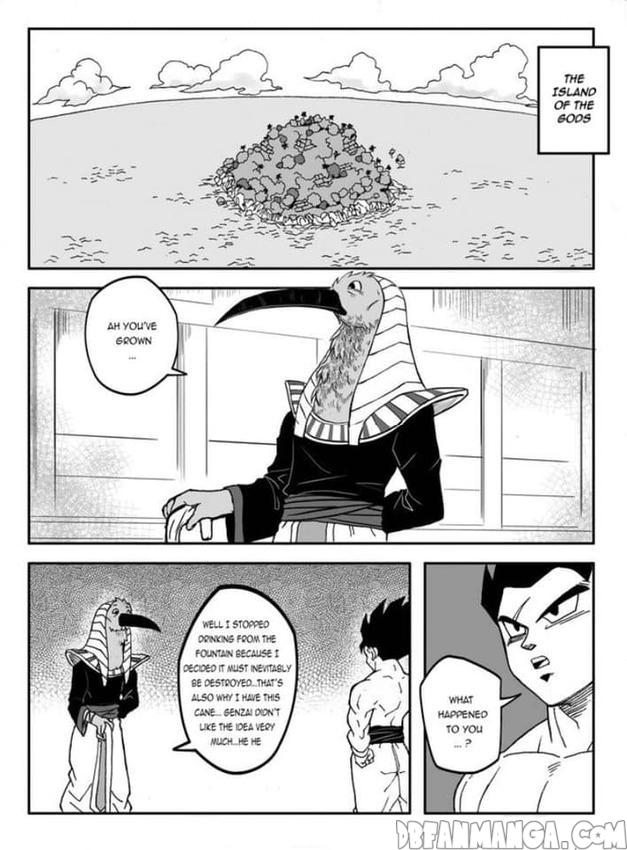 THE
ISLAND
OF THE
GODS
AH YOU'VE
GROWN
...
WHAT
HAPPENED
TO YOU
... ?
WELL I STOPPED
DRINKING FROM THE
FOUNTAIN BECAUSE I
DECIDED IT MUST INEVITABLY
BE DESTROYED...THAT'S
ALSO WHY I HAVE THIS
CANE... GENZAI DIDN'T
LIKE THE IDEA VERY
MUCH...HE HE
DBFANMANGA.COM